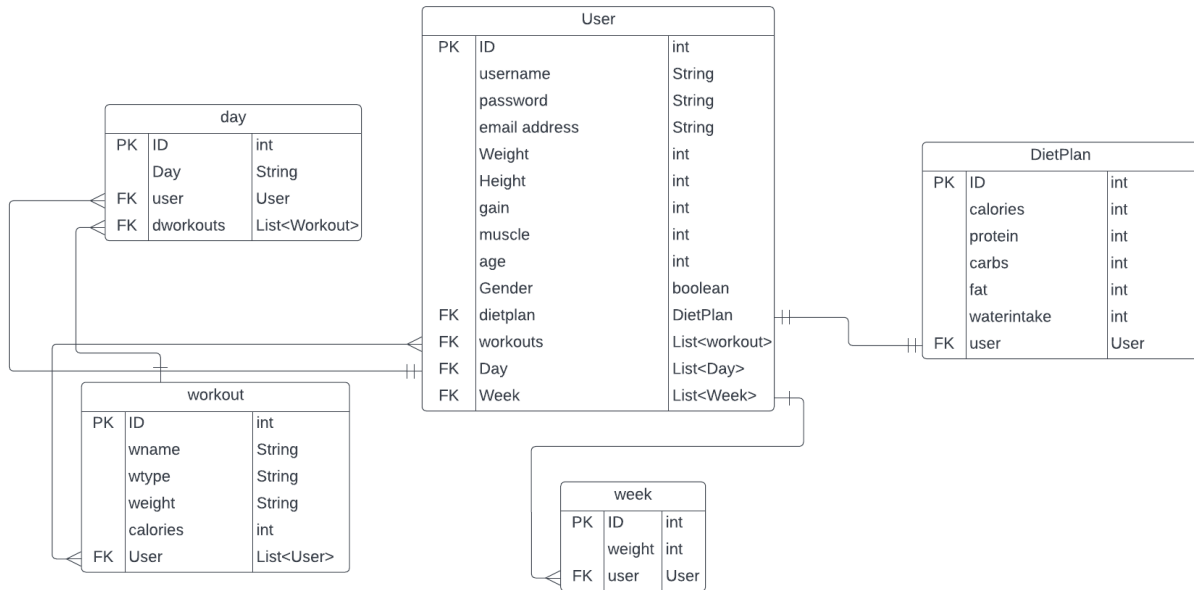 User
PK ID int
username String
password String
email address String
Weight int
Height int
gain int
muscle int
age int
Gender boolean
FK dietplan DietPlan
FK workouts List<workout>
FK Day List<Day>
FK Week List<Week>
day
PK ID int
Day String
FK user User
FK dworkouts List<Workout>
DietPlan
PK ID int
calories int
protein int
carbs int
fat int
waterintake int
FK user User
workout
PK ID int
wname String
wtype String
weight String
calories int
FK User List<User>
week
PK ID int
weight int
FK user User